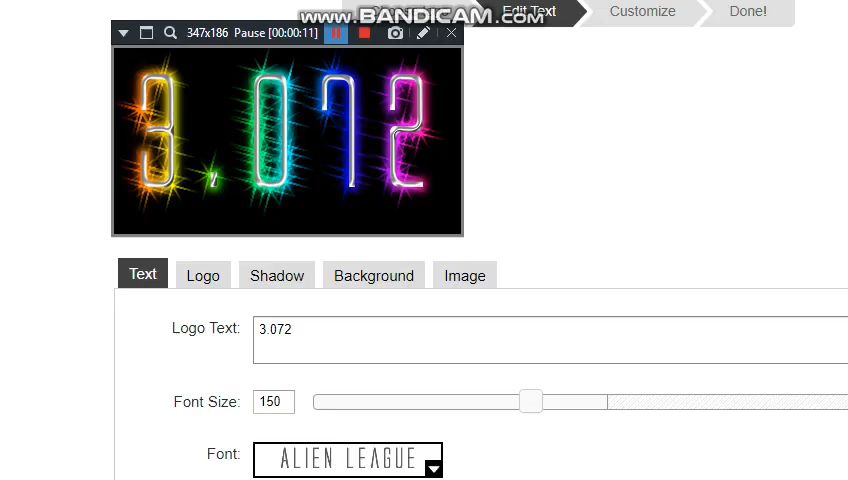 www.BANDICAM.com
Edit Text
Customize
Done!
347x186 Pause [00:00:11]
3.072
Text
Logo
Shadow
Background
Image
Logo Text:
3.072
Font Size:
150
Font:
ALIEN LEAGUE